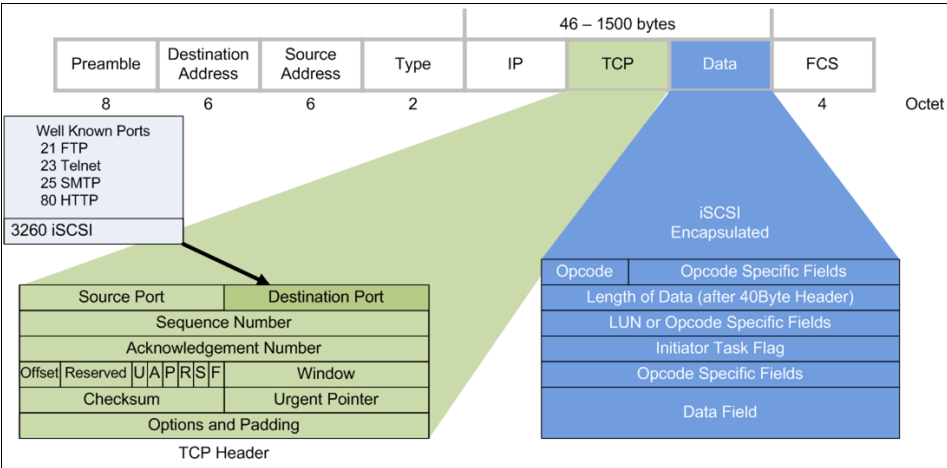 46 – 1500 bytes
Preamble
Destination
Address
Source
Address
Type
IP
TCP
Data
FCS
8
6
6
2
4
Octet
Well Known Ports
21 FTP
23 Telnet
25 SMTP
80 HTTP
3260 iSCSI
Source Port
Destination Port
Sequence Number
Acknowledgement Number
Offset
Reserved
U
A
P
R
S
F
Window
Checksum
Urgent Pointer
Options and Padding
TCP Header
iSCSI
Encapsulated
Opcode
Opcode Specific Fields
Length of Data (after 40Byte Header)
LUN or Opcode Specific Fields
Initiator Task Flag
Opcode Specific Fields
Data Field